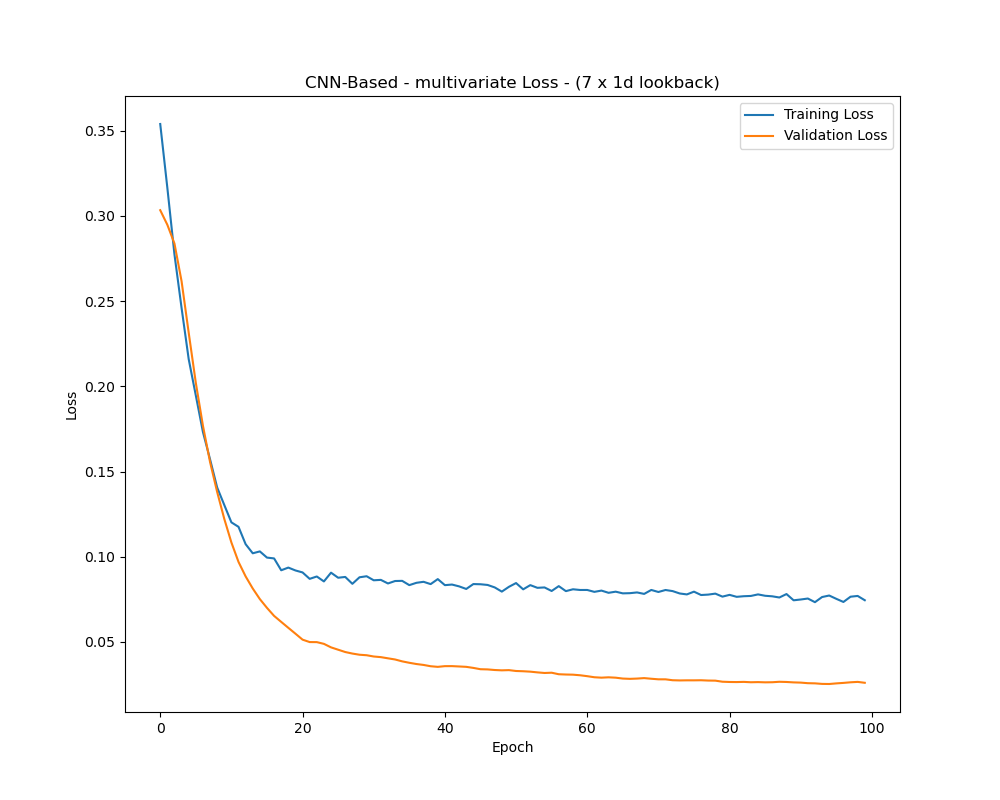 CNN-Based - multivariate Loss - (7 x 1d lookback)
Training Loss
Validation Loss
0.35
0.30
0.25
0.20
0.15
0.10
0.05
Loss
0 20 40 60 80 100
Epoch